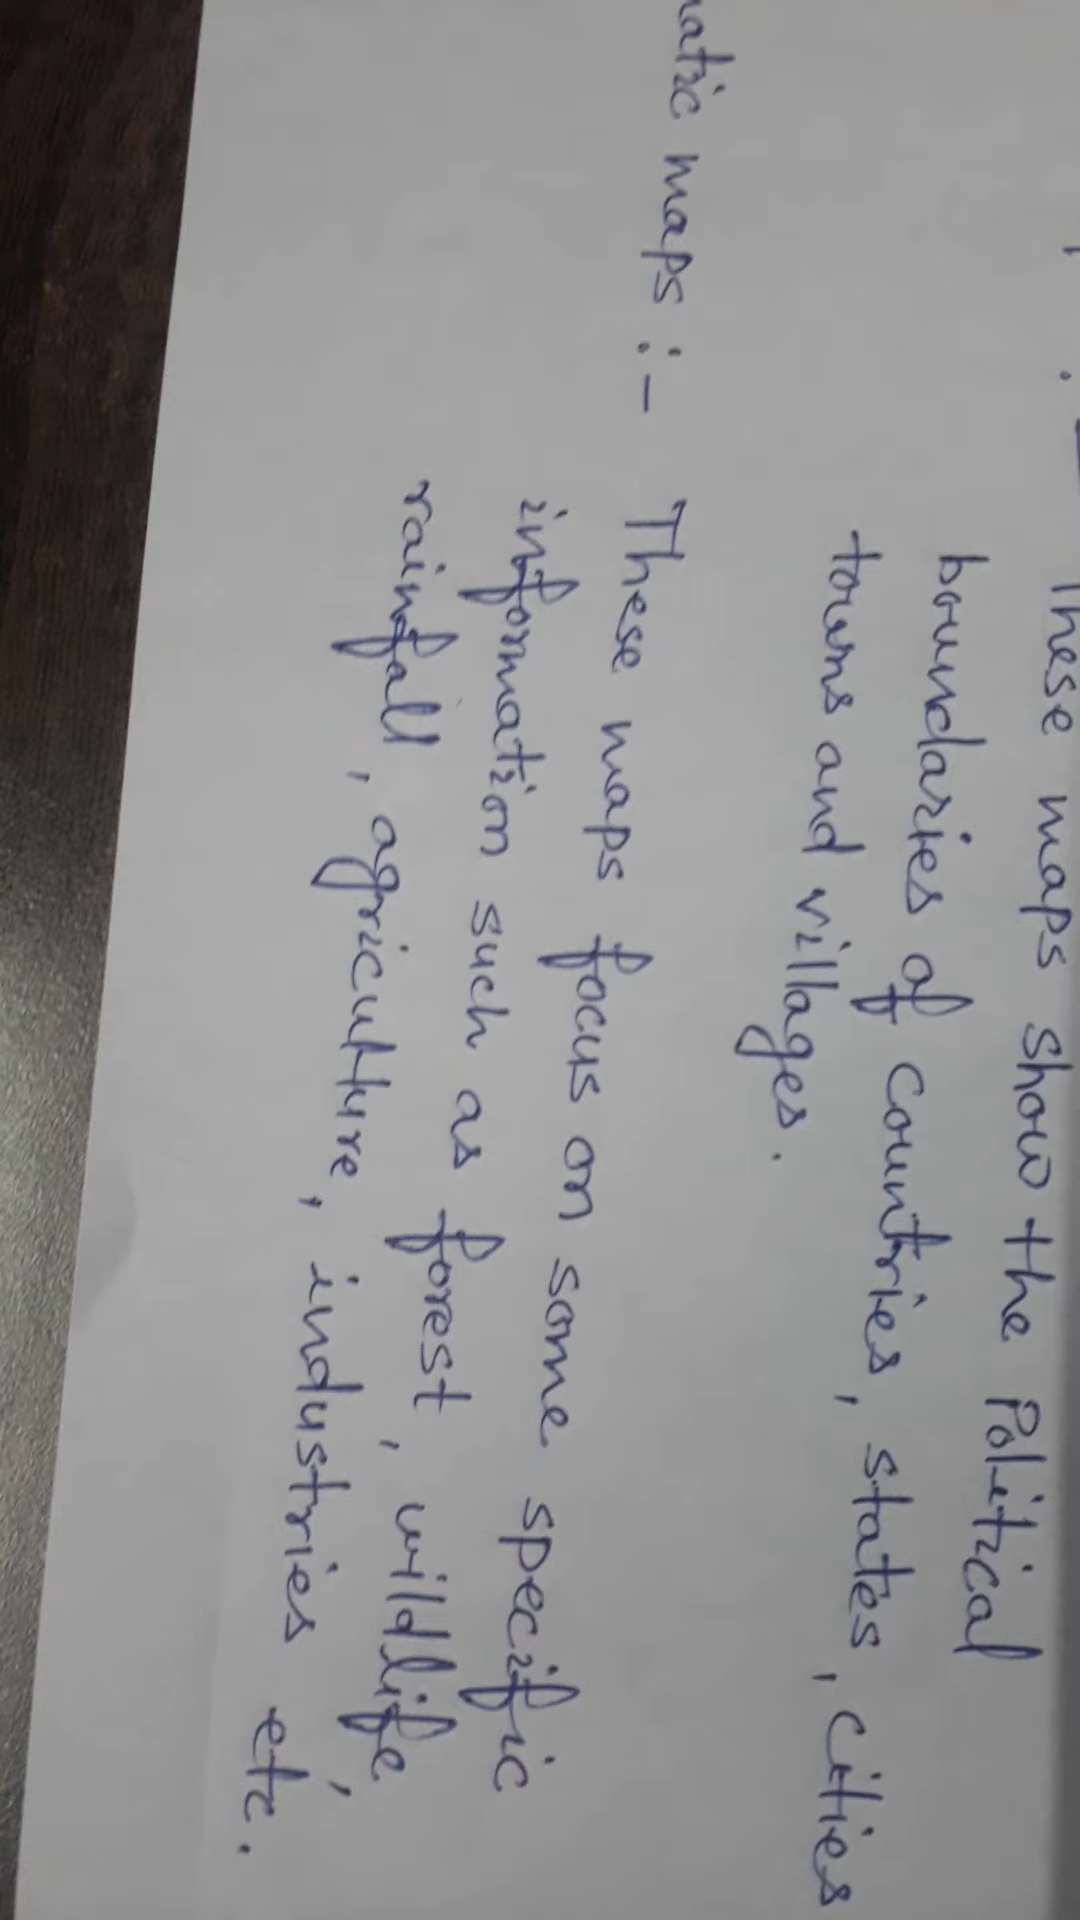 These maps show the Political
boundaries of countries, states, cities
towns and villages.
maps :- These maps focus on some specific
information such as forest, wildlife,
rainfall, agriculture, industries etc.